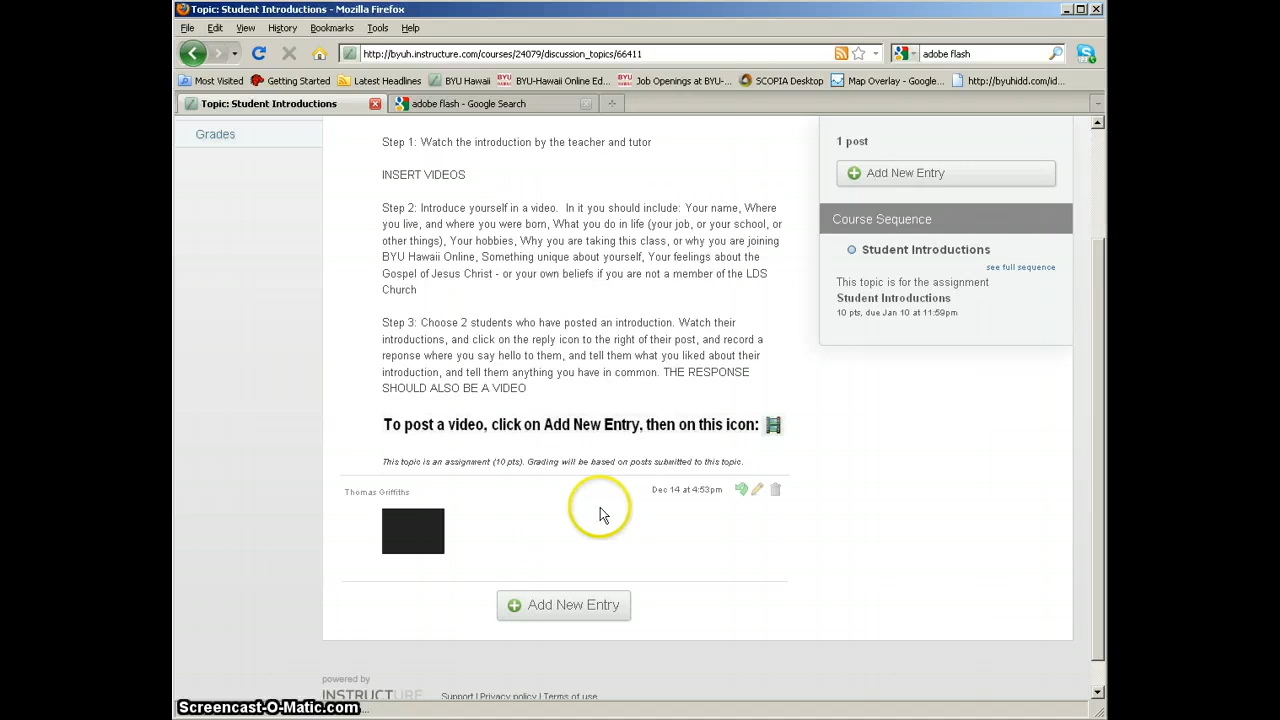 Topic: Student Introductions - Mozilla Firefox
File Edit View History Bookmarks Tools Help
http://byuh.instructure.com/courses/24079/discussion_topics/66411
adobe flash
Most Visited Getting Started Latest Headlines BYU Hawaii BYU-Hawaii Online Ed... Job Openings at BYU-... SCOPIA Desktop Map Overlay - Google... http://byuhidd.com/id...
Topic: Student Introductions
adobe flash - Google Search
Grades
Step 1: Watch the introduction by the teacher and tutor
INSERT VIDEOS
Step 2: Introduce yourself in a video. In it you should include: Your name, Where
you live, and where you were born, What you do in life (your job, or your school, or
other things), Your hobbies, Why you are taking this class, or why you are joining
BYU Hawaii Online, Something unique about yourself, Your feelings about the
Gospel of Jesus Christ - or your own beliefs if you are not a member of the LDS
Church
Step 3: Choose 2 students who have posted an introduction. Watch their
introductions, and click on the reply icon to the right of their post, and record a
reponse where you say hello to them, and tell them what you liked about their
introduction, and tell them anything you have in common. THE RESPONSE
SHOULD ALSO BE A VIDEO
To post a video, click on Add New Entry, then on this icon:
This topic is an assignment (10 pts). Grading will be based on posts submitted to this topic.
Thomas Griffiths
Dec 14 at 4:53pm
Add New Entry
1 post
Add New Entry
Course Sequence
Student Introductions
see full sequence
This topic is for the assignment
Student Introductions
10 pts, due Jan 10 at 11:59pm
powered by
INSTRUCTURE
Support | Privacy policy | Terms of use
Screencast-O-Matic.com